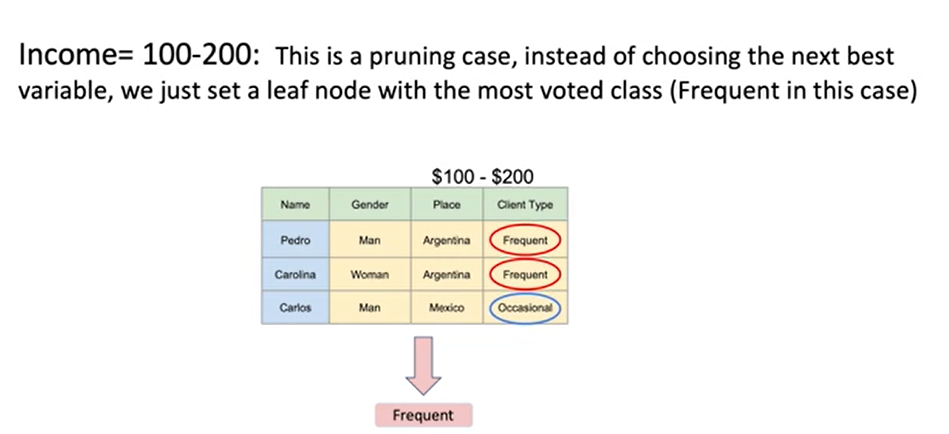 Income= 100-200: This is a pruning case, instead of choosing the next best
variable, we just set a leaf node with the most voted class (Frequent in this case)
$100 - $200
Name Gender Place Client Type
Pedro Man Argentina Frequent
Carolina Woman Argentina Frequent
Carlos Man Mexico Occasional
Frequent